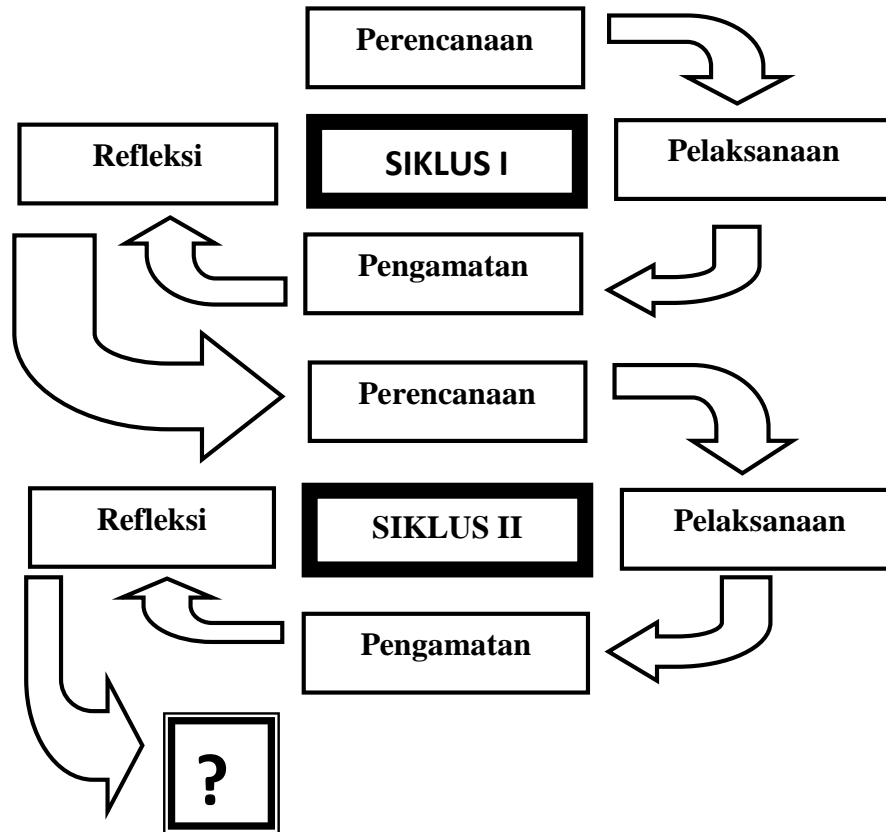 Perencanaan
Refleksi
SIKLUS I
Pelaksanaan
Pengamatan
Perencanaan
Refleksi
SIKLUS II
Pelaksanaan
Pengamatan
?